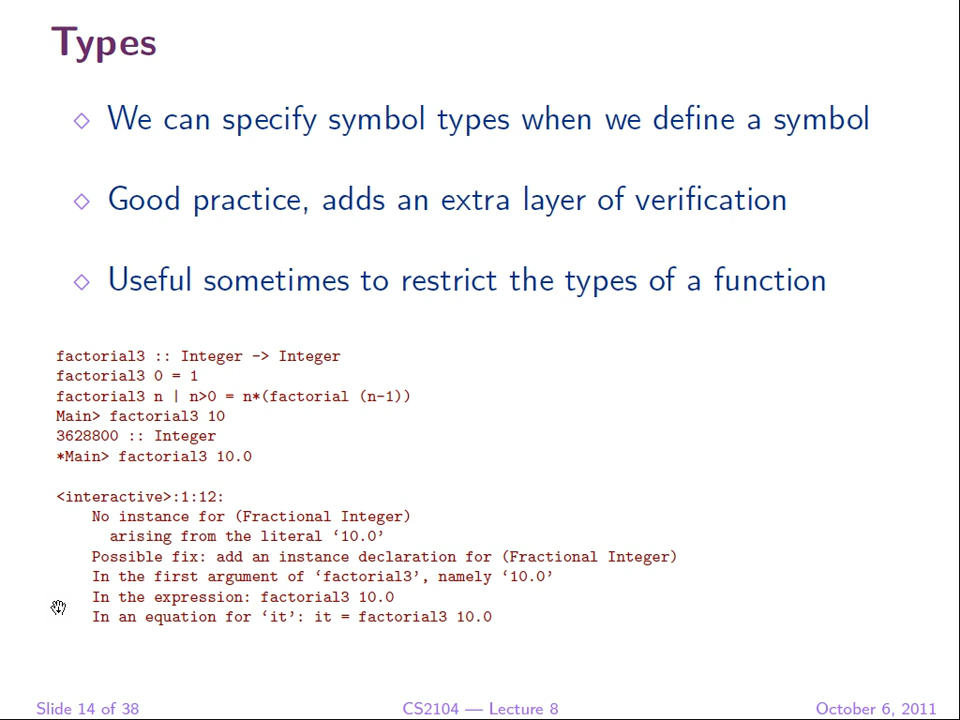 Types
◇ We can specify symbol types when we define a symbol
◇ Good practice, adds an extra layer of verification
◇ Useful sometimes to restrict the types of a function
factorial3 :: Integer -> Integer
factorial3 0 = 1
factorial3 n | n>0 = n*(factorial (n-1))
Main> factorial3 10
3628800 :: Integer
*Main> factorial3 10.0
<interactive>:1:12:
No instance for (Fractional Integer)
arising from the literal ‘10.0’
Possible fix: add an instance declaration for (Fractional Integer)
In the first argument of ‘factorial3’, namely ‘10.0’
In the expression: factorial3 10.0
In an equation for ‘it’: it = factorial3 10.0
Slide 14 of 38
CS2104 — Lecture 8
October 6, 2011